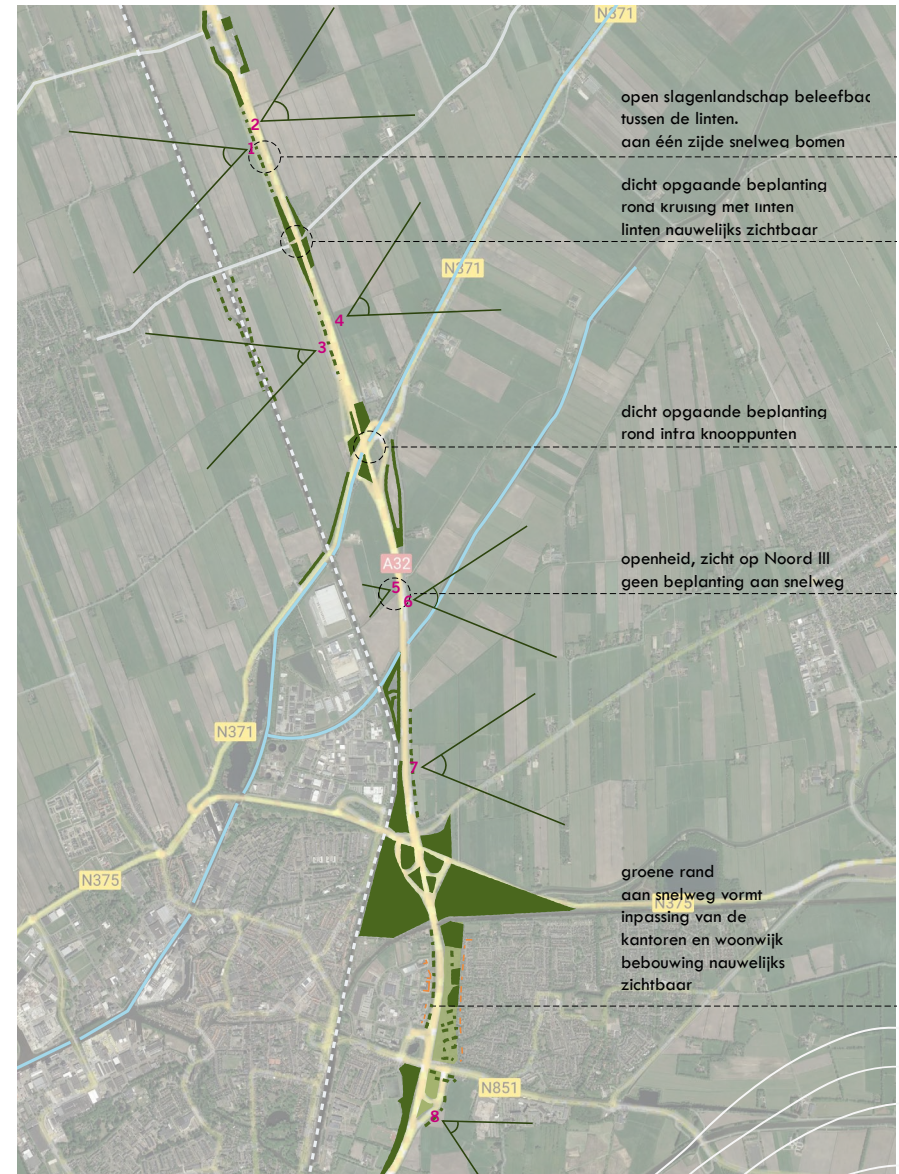 N371
open slagenlandschap beleefbac
tussen de linten.
aan één zijde snelweg bomen
2
1
dicht opgaande beplanting
rond kruising met linten
linten nauwelijks zichtbaar
N371
4
3
dicht opgaande beplanting
rond infra knooppunten
A32
openheid, zicht op Noord III
geen beplanting aan snelweg
5
6
N371
7
N375
groene rand
aan snelweg vormt
inpassing van de
kantoren en woonwijk
bebouwing nauwelijks
zichtbaar
N375
N851
8